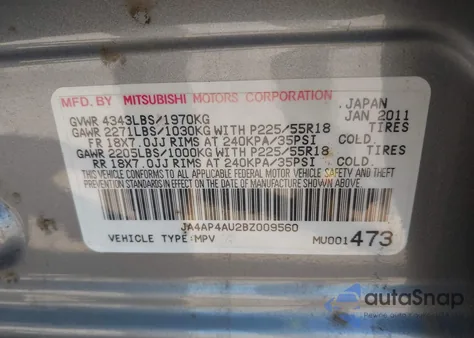 MFD. BY MITSUBISHI MOTORS CORPORATION JAPAN
GVWR 4343LBS/1970KG JAN 2011
GAWR 2271LBS/1030KG WITH P225/55R18 TIRES
FR 18X7.0JJ RIMS AT 240KPA/35PSI COLD.
GAWR 2205LBS/1000KG WITH P225/55R18 TIRES
RR 18X7.0JJ RIMS AT 240KPA/35PSI COLD.
THIS VEHICLE CONFORMS TO ALL APPLICABLE
FEDERAL MOTOR VEHICLE SAFETY AND THEFT
PREVENTION STANDARDS IN EFFECT ON THE
DATE OF MANUFACTURE SHOWN ABOVE.
JA4AP4AU2BZ009560
VEHICLE TYPE:MPV MU001473
autoSnap